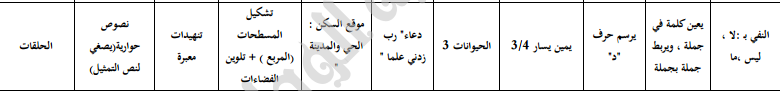 النفي ب :لا ،
ليس ،ما
يعين كلمة في
جملة ، ويربط
جملة بجملة
يرسم حرف
"د"
يمين يسار 3/4
الحيوانات 3
دعاء" رب
زدني علما "
موقع السكن :
الحي والمدينة
"
تشكيل
المسطحات
(المربع ) + تلوين
الفضاءات
تنهيدات
معبرة
نصوص
حوارية(يصغي
لنص التمثيل)
الحلقات